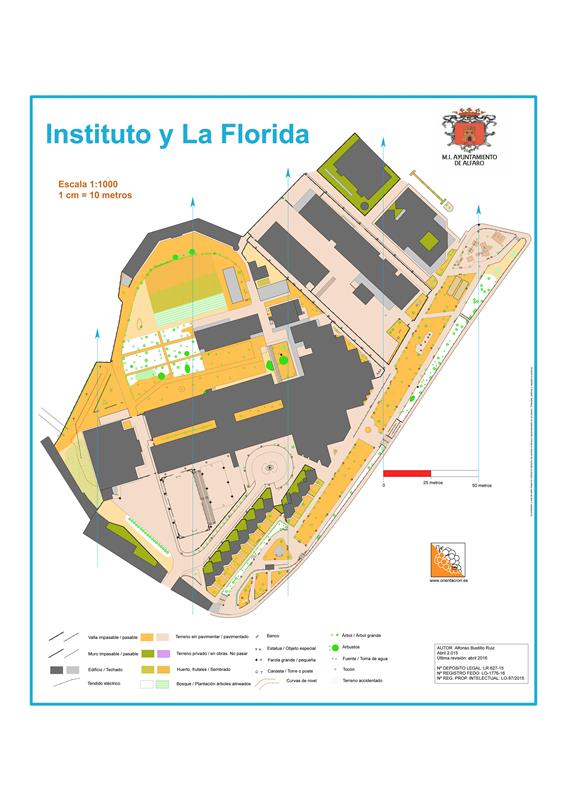 Instituto y La Florida
M.I. AYUNTAMIENTO
DE ALFARO
Escala 1:1000
1 cm = 10 metros
0
25 metros
50 metros
www.orientacion.es
Valla impasable / pasable
Terreno sin pavimentar / pavimentado
Banco
Árbol / Árbol grande
Muro impasable / pasable
Terreno privado / en obras. No pasar
Estatua / Objeto especial
Arbustos
Edificio / Techado
Huerto, frutales / Sembrado
Farola grande / pequeña
Fuente / Toma de agua
Tendido eléctrico
Bosque / Plantación árboles alineados
Canasta / Torre o poste
Tocón
Curvas de nivel
Terreno accidentado
AUTOR: Alfonso Bustillo Ruiz
Abril 2.015
Última revisión: abril 2016
Nº DEPÓSITO LEGAL: LR 627-15
Nº REGISTRO FEDO: LO-1776-16
Nº REG. PROP. INTELECTUAL: LO-87/2015